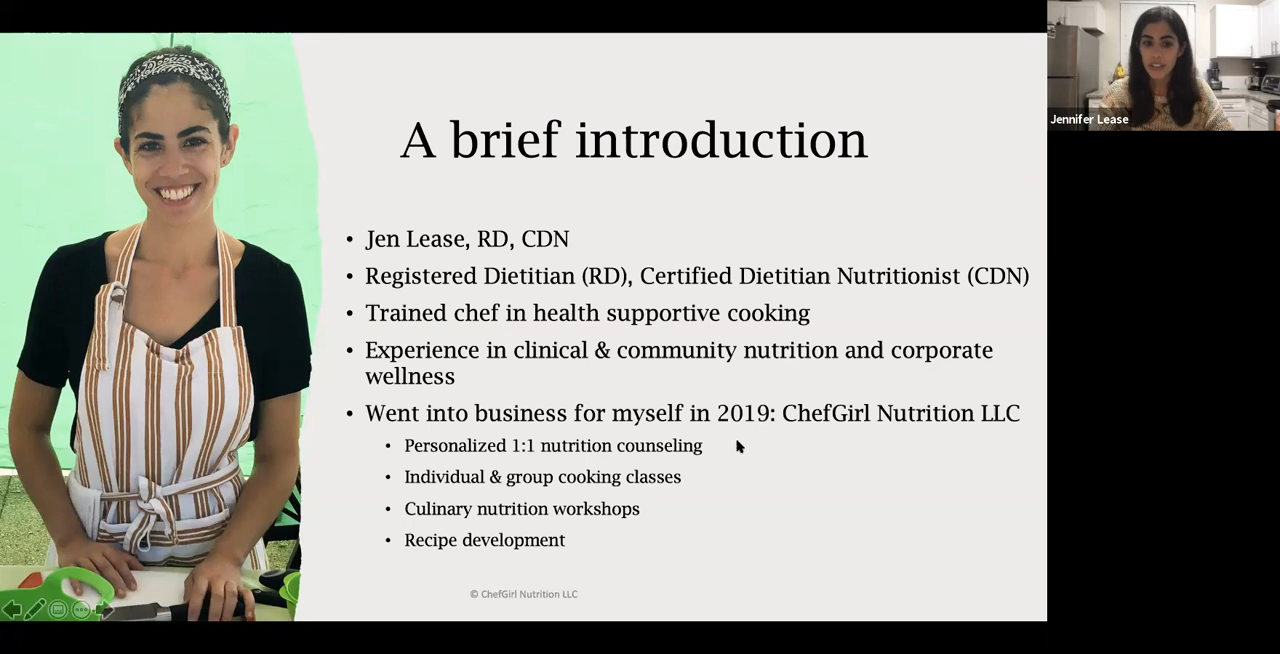 A brief introduction
Jennifer Lease
• Jen Lease, RD, CDN
• Registered Dietitian (RD), Certified Dietitian Nutritionist (CDN)
• Trained chef in health supportive cooking
• Experience in clinical & community nutrition and corporate
wellness
• Went into business for myself in 2019: ChefGirl Nutrition LLC
• Personalized 1:1 nutrition counseling
• Individual & group cooking classes
• Culinary nutrition workshops
• Recipe development
© ChefGirl Nutrition LLC